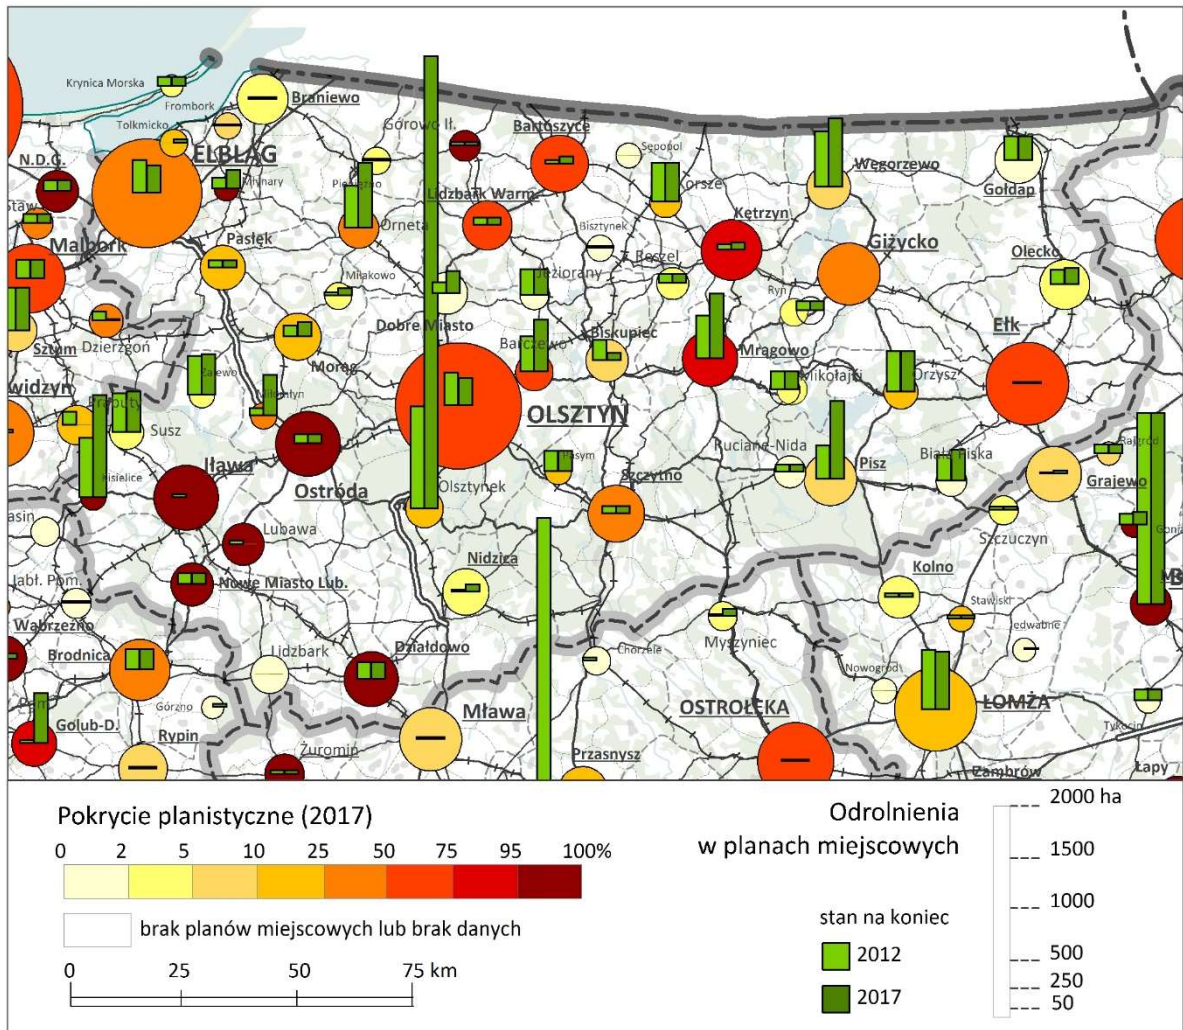 Krynica Morska
Frombork
Braniewo
Tolkmicko
Górowo Ił.
Bartoszyce
Sępopol
N.D.G.
ELBLĄG
Młynary
Pieniężno
Lidzbark Warm.
Korsze
Węgorzewo
Gołdap
Staw
Malbork
Pasłęk
Orneta
Bisztynek
Kętrzyn
Giżycko
Olecko
Miłakowo
Jeziorany
Reszel
Ryn
Sztum
Dzierzgoń
Morąg
Dobre Miasto
Barczewo
Biskupiec
Mrągowo
Ełk
widzyn
Prabuty
Zalewo
Miłomłyn
Mikołajki
Orzysz
Susz
OLSZTYN
Kisielice
Iława
Ostróda
Olsztynek
Pasym
Szczytno
Ruciane-Nida
Pisz
Biała Piska
Rajgród
Grajewo
asin
Lubawa
Szczuczyn
Jabł. Pom.
Nowe Miasto Lub.
Nidzica
Kolno
Wąbrzeźno
Stawiski
Jedwabne
Brodnica
Lidzbark
Działdowo
Chorzele
Myszyniec
Nowogród
Górzno
Golub-D.
Rypin
Żuromin
Mława
OSTROŁĘKA
ŁOMŻA
Tykocin
Przasnysz
Zambrów
Łapy
Pokrycie planistyczne (2017)
0 2 5 10 25 50 75 95 100%
brak planów miejscowych lub brak danych
0 25 50 75 km
Odrolnienia
w planach miejscowych
stan na koniec
2012
2017
2000 ha
1500
1000
500
250
50